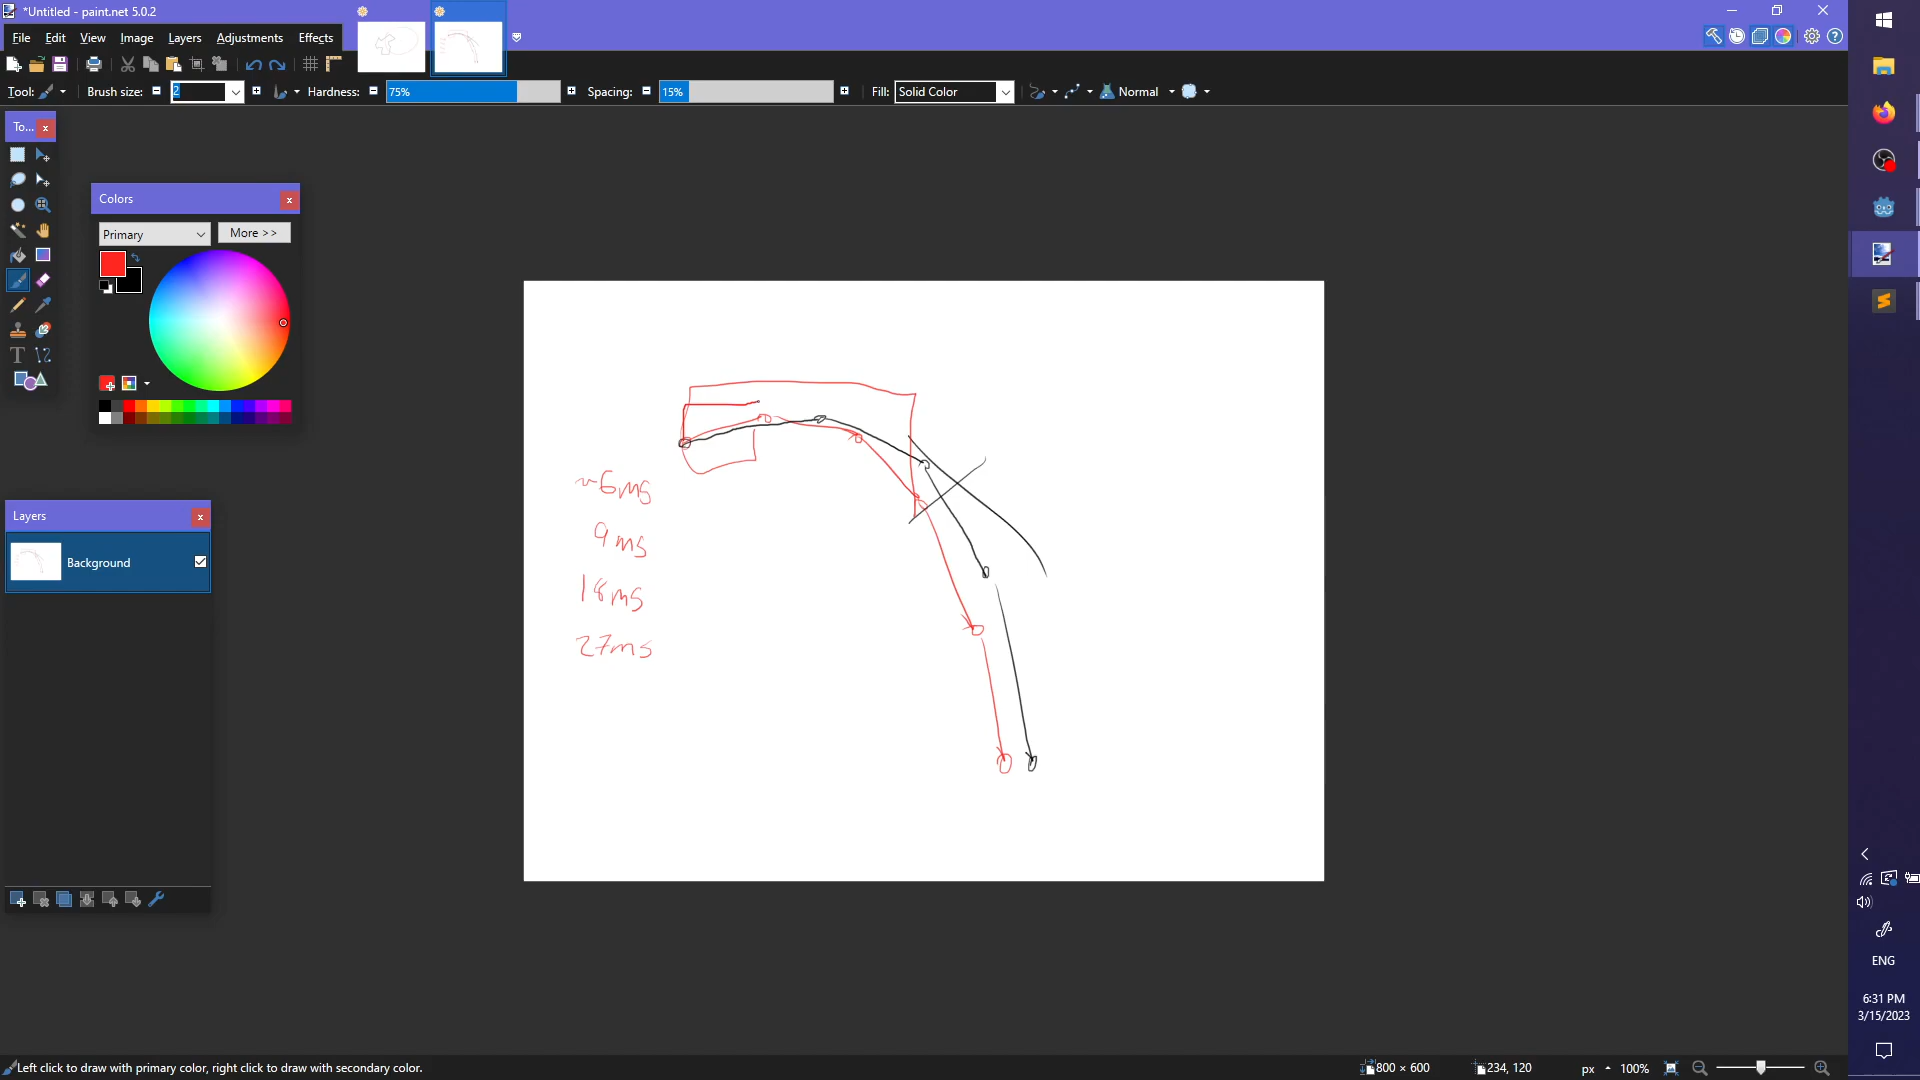 *Untitled - paint.net 5.0.2
File Edit View Image Layers Adjustments Effects
Tool: Brush size: 2 Hardness: 75% Spacing: 15% Fill: Solid Color Normal
To...
Colors
Primary More >>
~6ms
9ms
18ms
27ms
Layers
Background
ENG
6:31 PM
3/15/2023
Left click to draw with primary color, right click to draw with secondary color. 800 × 600 234, 120 px 100%